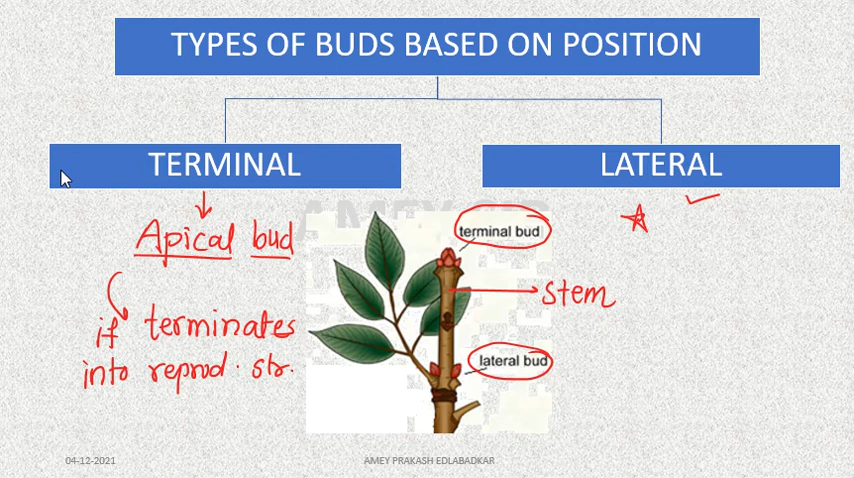 TYPES OF BUDS BASED ON POSITION
TERMINAL
LATERAL
Apical bud
if terminates
into reprod. str.
terminal bud
stem
lateral bud
04-12-2021
AMEY PRAKASH EDLABADKAR